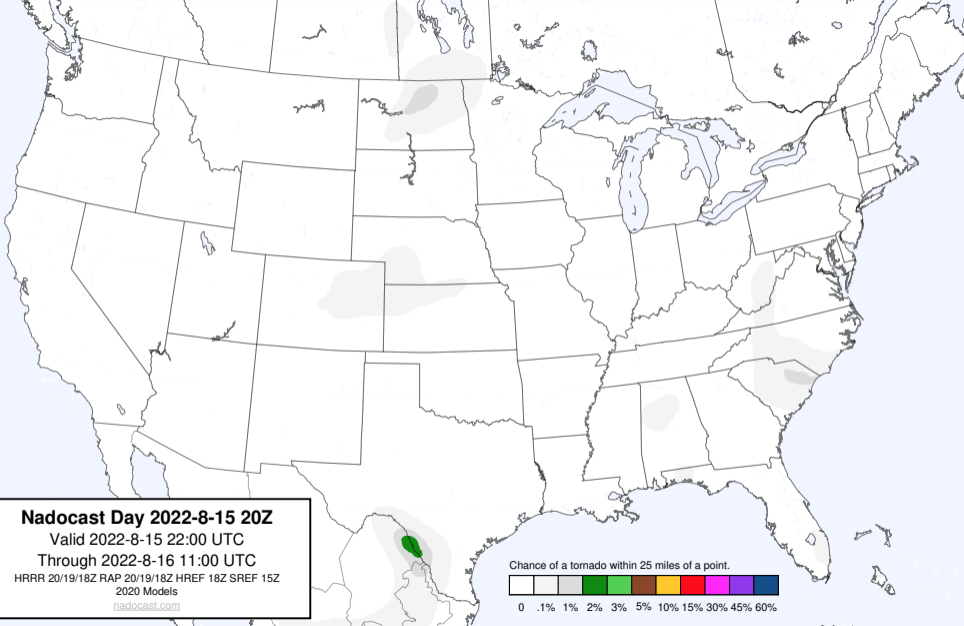 Nadocast Day 2022-8-15 20Z
Valid 2022-8-15 22:00 UTC
Through 2022-8-16 11:00 UTC
HRRR 20/19/18Z RAP 20/19/18Z HREF 18Z SREF 15Z
2020 Models
nadocast.com
Chance of a tornado within 25 miles of a point.
0 .1% 1% 2% 3% 5% 10% 15% 30% 45% 60%